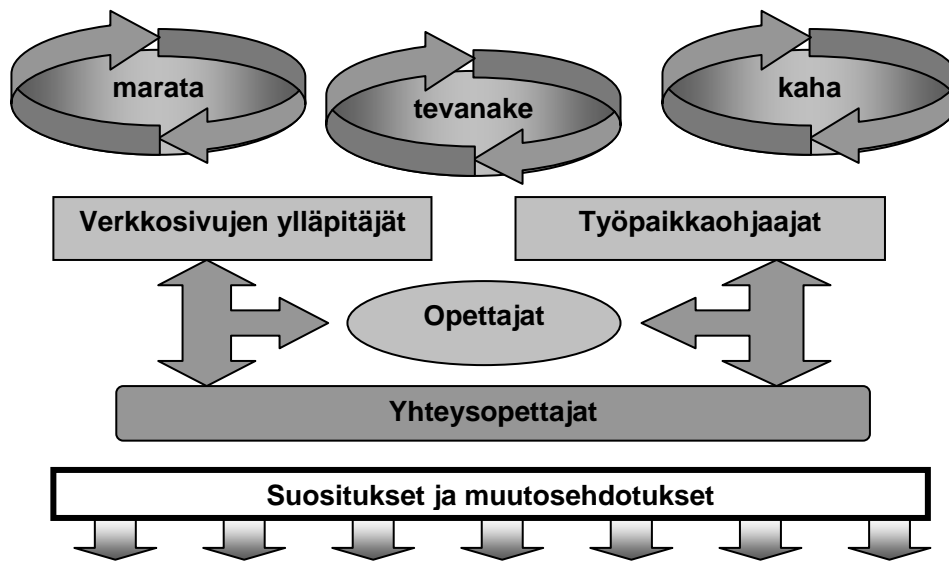 marata
tevanake
kaha
Verkkosivujen ylläpitäjät
Työpaikkaohjaajat
Opettajat
Yhteysopettajat
Suositukset ja muutosehdotukset